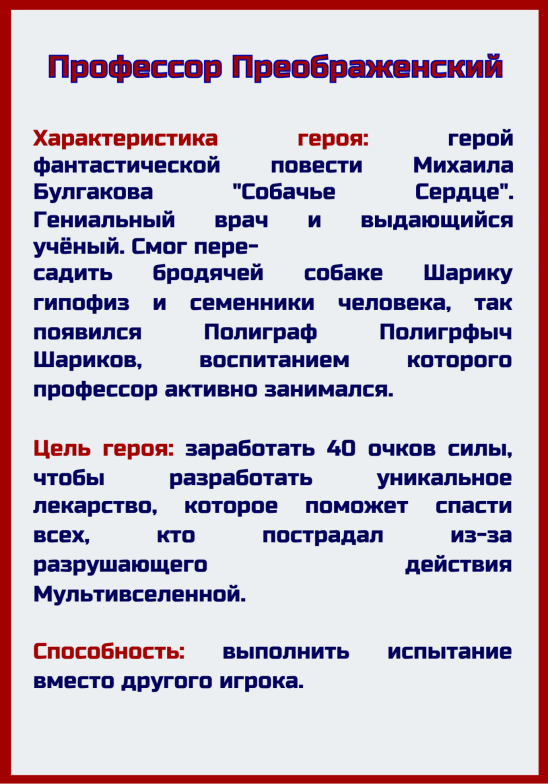 Профессор Преображенский
Характеристика героя: герой
фантастической повести Михаила
Булгакова "Собачье Сердце".
Гениальный врач и выдающийся
учёный. Смог пере-
садить бродячей собаке Шарику
гипофиз и семенники человека, так
появился Полиграф Полигрфыч
Шариков, воспитанием которого
профессор активно занимался.
Цель героя: заработать 40 очков силы,
чтобы разработать уникальное
лекарство, которое поможет спасти
всех, кто пострадал из-за
разрушающего действия
Мультивселенной.
Способность: выполнить испытание
вместо другого игрока.